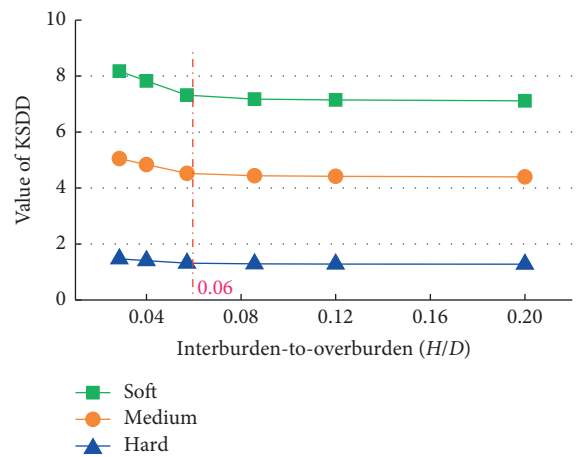 10
8
6
4
2
0
Value of KSDD
0.06
0.04
0.08
0.12
0.16
0.20
Interburden-to-overburden (H/D)
Soft
Medium
Hard